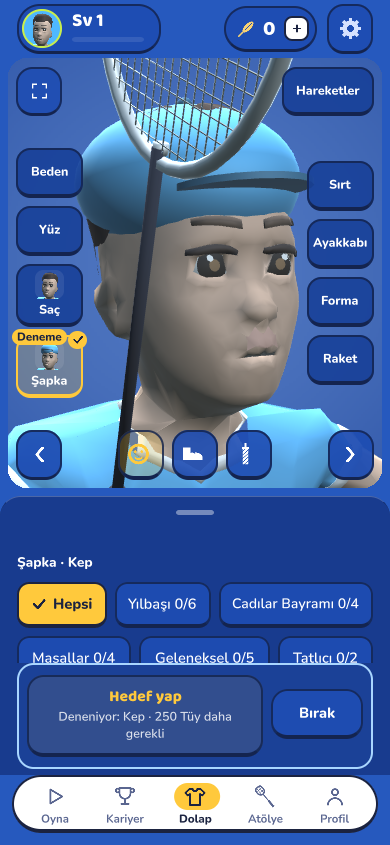 Sv 1
0
+
Hareketler
Beden
Sırt
Yüz
Ayakkabı
Saç
Forma
Deneme
Şapka
Raket
Şapka · Kep
Hepsi
Yılbaşı 0/6
Cadılar Bayramı 0/4
Masallar 0/4
Geleneksel 0/5
Tatlıcı 0/2
Hedef yap
Deneniyor: Kep · 250 Tüy daha
gerekli
Bırak
Oyna
Kariyer
Dolap
Atölye
Profil